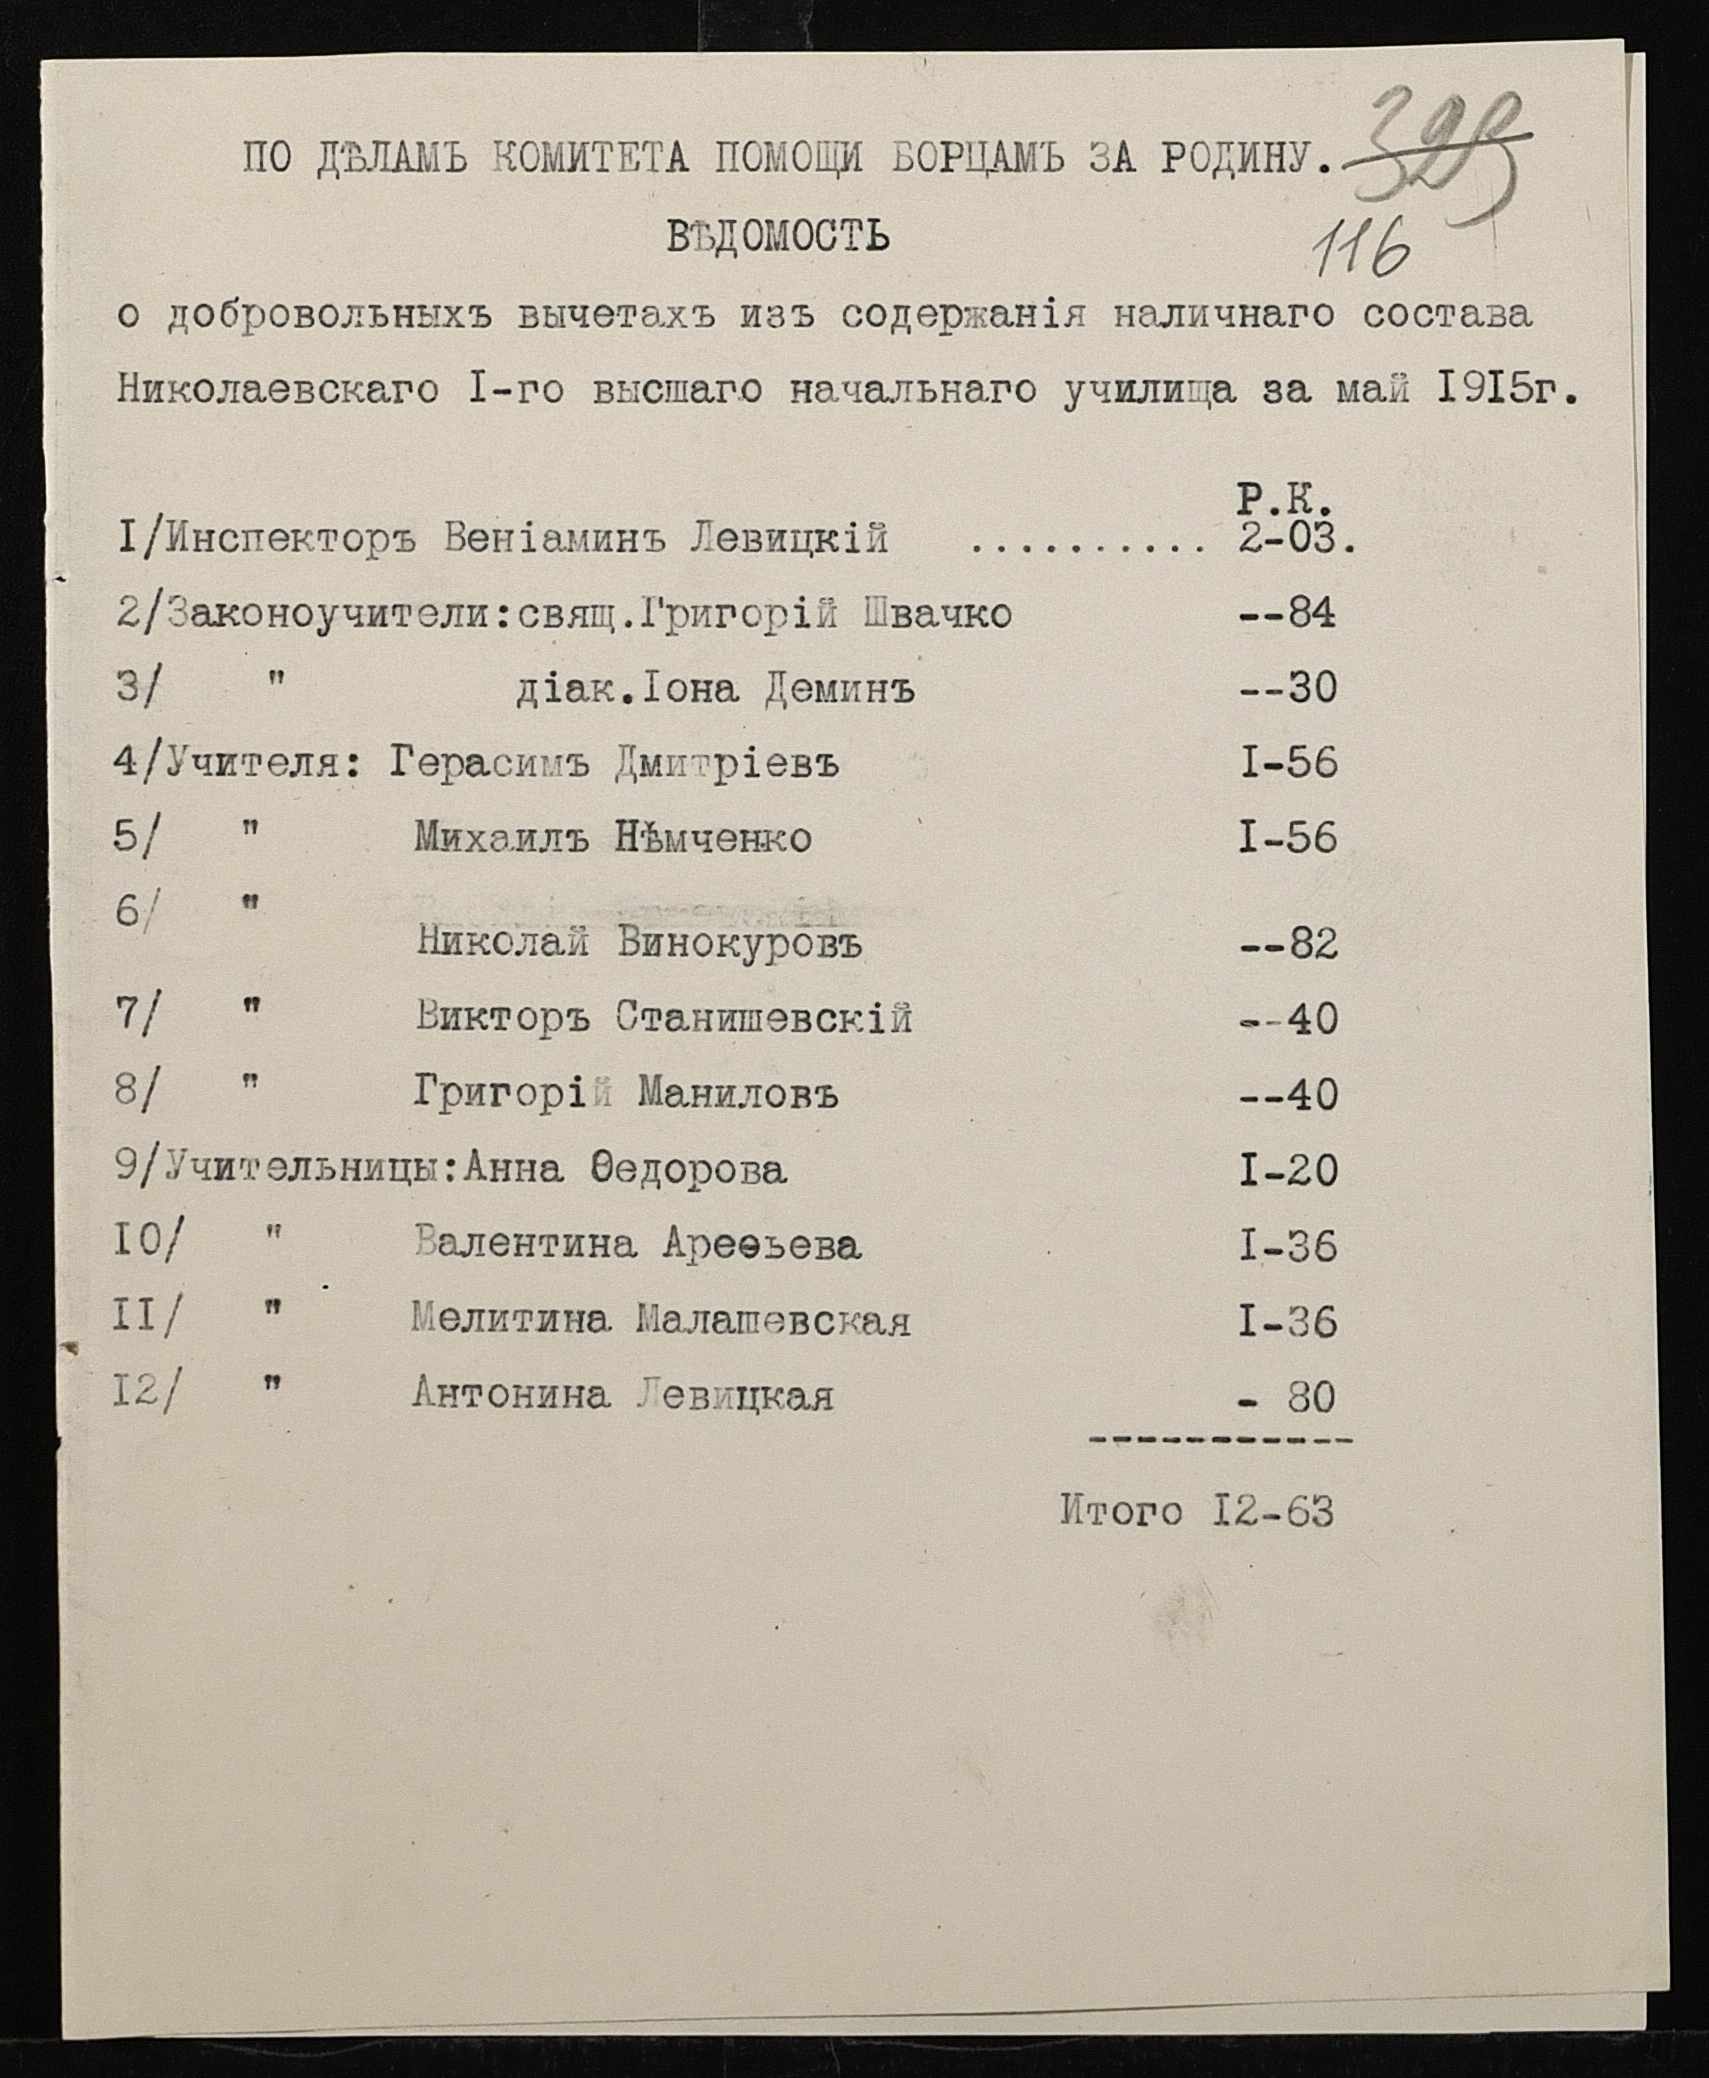 ПО ДѢЛАМЪ КОМИТЕТА ПОМОЩИ БОРЦАМЪ ЗА РОДИНУ.
329
ВѢДОМОСТЬ
116
о добровольныхъ вычетахъ изъ содержанія наличнаго состава
Николаевскаго I-го высшаго начальнаго училища за май I9I5г.
Р.К.
I/Инспекторъ Веніаминъ Левицкій .......... 2-03.
2/Законоучители:свящ.Григорій Швачко --84
3/ " діак.Іона Деминъ --30
4/Учителя: Герасимъ Дмитріевъ I-56
5/ " Михаилъ Нѣмченко I-56
6/ "
Николай Винокуровъ --82
7/ " Викторъ Станишевскій --40
8/ " Григорій Маниловъ --40
9/Учительницы:Анна Ѳедорова I-20
I0/ " Валентина Ареѳьева I-36
II/ " Мелитина Малашевская I-36
I2/ " Антонина Левицкая - 80
-----------
Итого I2-63